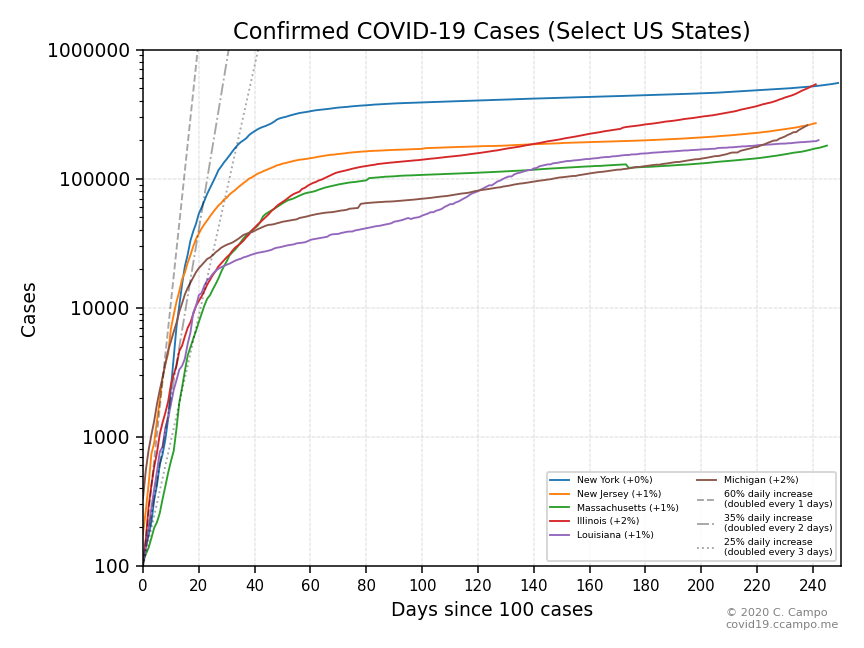 Confirmed COVID-19 Cases (Select US States)
1000000
100000
10000
1000
100
Cases
0 20 40 60 80 100 120 140 160 180 200 220 240
Days since 100 cases
New York (+0%)
New Jersey (+1%)
Massachusetts (+1%)
Illinois (+2%)
Louisiana (+1%)
Michigan (+2%)
60% daily increase
(doubled every 1 days)
35% daily increase
(doubled every 2 days)
25% daily increase
(doubled every 3 days)
© 2020 C. Campo
covid19.ccampo.me